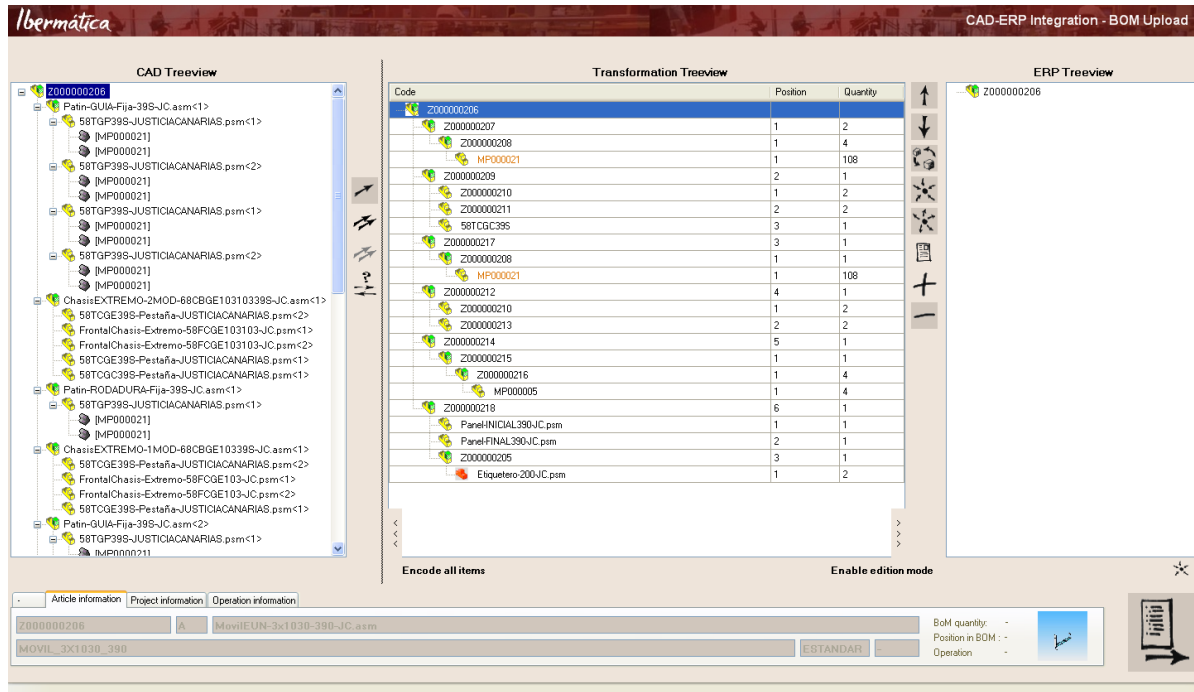 Ibermática
CAD-ERP Integration - BOM Upload
CAD Treeview
Z000000206
Patin-GUIA-Fija-39S-JC.asm<1>
58TGP39S-JUSTICIACANARIAS.psm<1>
[MP000021]
[MP000021]
58TGP39S-JUSTICIACANARIAS.psm<2>
[MP000021]
[MP000021]
58TGP39S-JUSTICIACANARIAS.psm<1>
[MP000021]
[MP000021]
58TGP39S-JUSTICIACANARIAS.psm<2>
[MP000021]
[MP000021]
ChasisEXTREMO-2MOD-68CBGE10310339S-JC.asm<1>
58TCGE39S-Pestaña-JUSTICIACANARIAS.psm<2>
FrontalChasis-Extremo-58FCGE103103-JC.psm<1>
FrontalChasis-Extremo-58FCGE103103-JC.psm<2>
58TCGE39S-Pestaña-JUSTICIACANARIAS.psm<1>
58TCGC39S-Pestaña-JUSTICIACANARIAS.psm<1>
Patin-RODADURA-Fija-39S-JC.asm<1>
58TGP39S-JUSTICIACANARIAS.psm<1>
[MP000021]
[MP000021]
ChasisEXTREMO-1MOD-68CBGE10339S-JC.asm<1>
58TCGE39S-Pestaña-JUSTICIACANARIAS.psm<2>
FrontalChasis-Extremo-58FCGE103-JC.psm<1>
FrontalChasis-Extremo-58FCGE103-JC.psm<2>
58TCGE39S-Pestaña-JUSTICIACANARIAS.psm<1>
Patin-GUIA-Fija-39S-JC.asm<2>
58TGP39S-JUSTICIACANARIAS.psm<1>
[MP000021]
Transformation Treeview
Code Position Quantity
Z000000206
Z000000207 1 2
Z000000208 1 4
MP000021 1 108
Z000000209 2 1
Z000000210 1 2
Z000000211 2 2
58TCGC39S 3 1
Z000000217 3 1
Z000000208 1 1
MP000021 1 108
Z000000212 4 1
Z000000210 1 2
Z000000213 2 2
Z000000214 5 1
Z000000215 1 1
Z000000216 1 4
MP000005 1 4
Z000000218 6 1
Panel-INICIAL390-JC.psm 1 1
Panel-FINAL390-JC.psm 2 1
Z000000205 3 1
Etiquetero-200-JC.psm 1 2
Encode all items
Enable edition mode
ERP Treeview
Z000000206
- Article information Project information Operation information
Z000000206 A MovilEUN-3x1030-390-JC.asm
MOVIL_3X1030_390 ESTANDAR -
BoM quantity: -
Position in BOM : -
Operation -